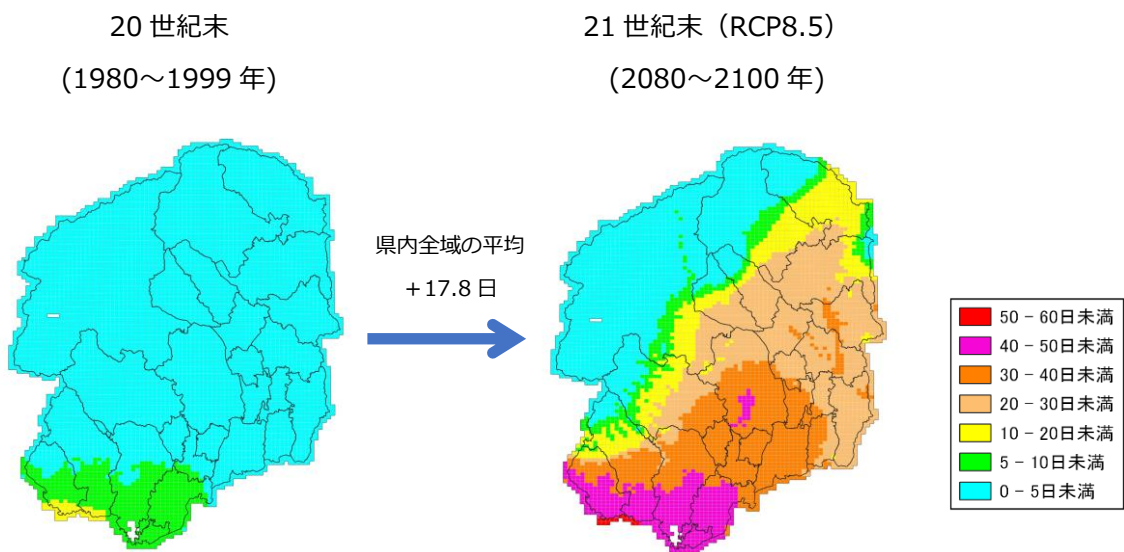 20 世紀末
(1980～1999 年)
21 世紀末（RCP8.5）
(2080～2100 年)
県内全域の平均
＋17.8 日
50 － 60日未満
40 － 50日未満
30 － 40日未満
20 － 30日未満
10 － 20日未満
5 － 10日未満
0 － 5日未満